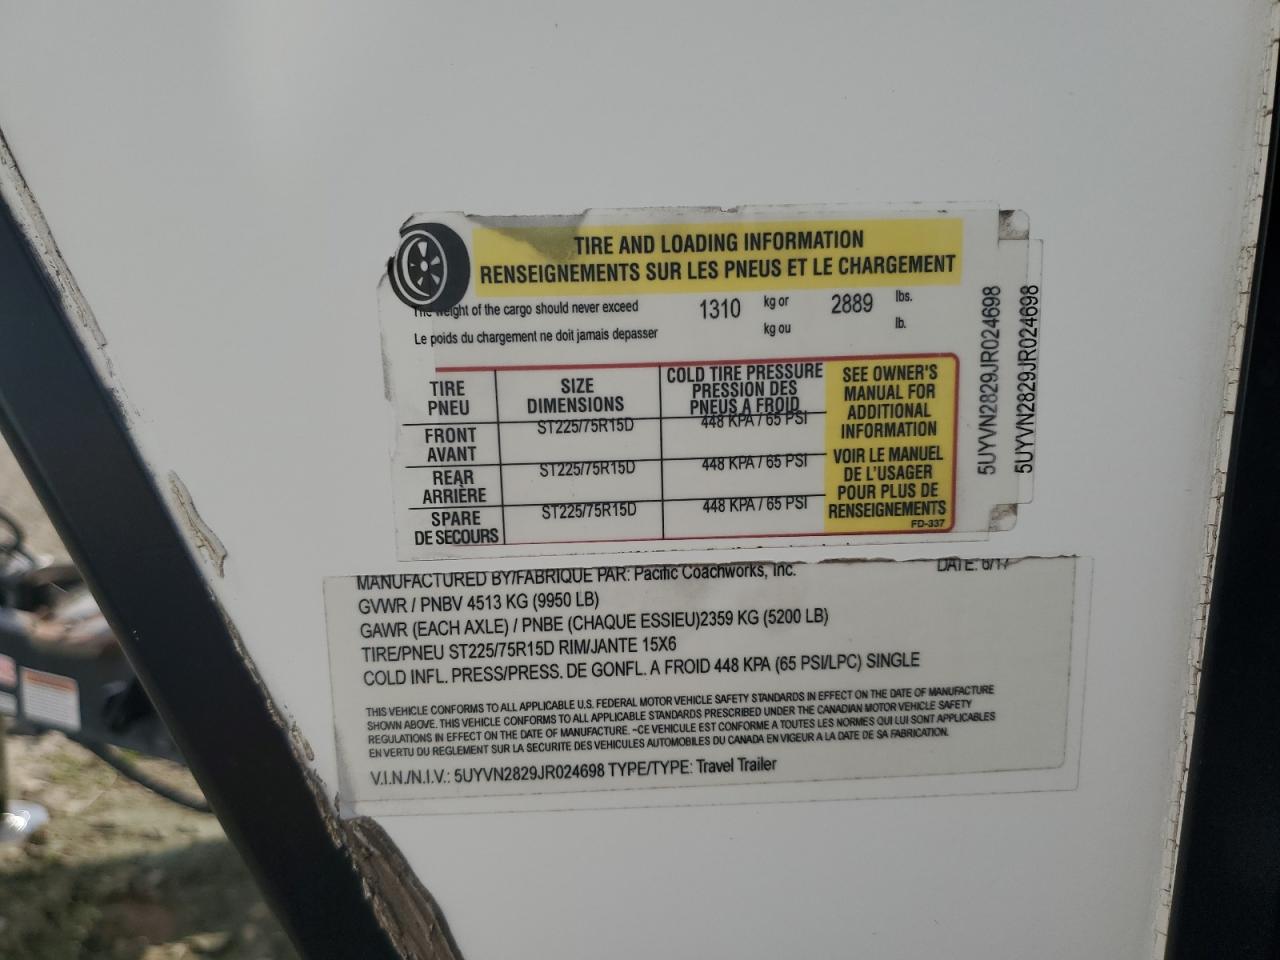 TIRE AND LOADING INFORMATION
RENSEIGNEMENTS SUR LES PNEUS ET LE CHARGEMENT
The weight of the cargo should never exceed 1310 kg or 2889 lbs.
Le poids du chargement ne doit jamais depasser kg ou lb.
TIRE PNEU SIZE DIMENSIONS COLD TIRE PRESSURE PRESSION DES PNEUS A FROID
FRONT AVANT ST225/75R15D 448 KPA / 65 PSI
REAR ARRIÈRE ST225/75R15D 448 KPA / 65 PSI
SPARE DE SECOURS ST225/75R15D 448 KPA / 65 PSI
SEE OWNER'S
MANUAL FOR
ADDITIONAL
INFORMATION
VOIR LE MANUEL
DE L'USAGER
POUR PLUS DE
RENSEIGNEMENTS
FD-337
5UYVN2829JR024698
5UYVN2829JR024698
MANUFACTURED BY/FABRIQUE PAR: Pacific Coachworks, Inc. DATE: 6/17
GVWR / PNBV 4513 KG (9950 LB)
GAWR (EACH AXLE) / PNBE (CHAQUE ESSIEU)2359 KG (5200 LB)
TIRE/PNEU ST225/75R15D RIM/JANTE 15X6
COLD INFL. PRESS/PRESS. DE GONFL. A FROID 448 KPA (65 PSI/LPC) SINGLE
THIS VEHICLE CONFORMS TO ALL APPLICABLE U.S. FEDERAL MOTOR VEHICLE SAFETY STANDARDS IN EFFECT ON THE DATE OF MANUFACTURE
SHOWN ABOVE. THIS VEHICLE CONFORMS TO ALL APPLICABLE STANDARDS PRESCRIBED UNDER THE CANADIAN MOTOR VEHICLE SAFETY
REGULATIONS IN EFFECT ON THE DATE OF MANUFACTURE. ~CE VEHICULE EST CONFORME A TOUTES LES NORMES QUI LUI SONT APPLICABLES
EN VERTU DU REGLEMENT SUR LA SECURITE DES VEHICULES AUTOMOBILES DU CANADA EN VIGEUR A LA DATE DE SA FABRICATION.
V.I.N./N.I.V.: 5UYVN2829JR024698 TYPE/TYPE: Travel Trailer